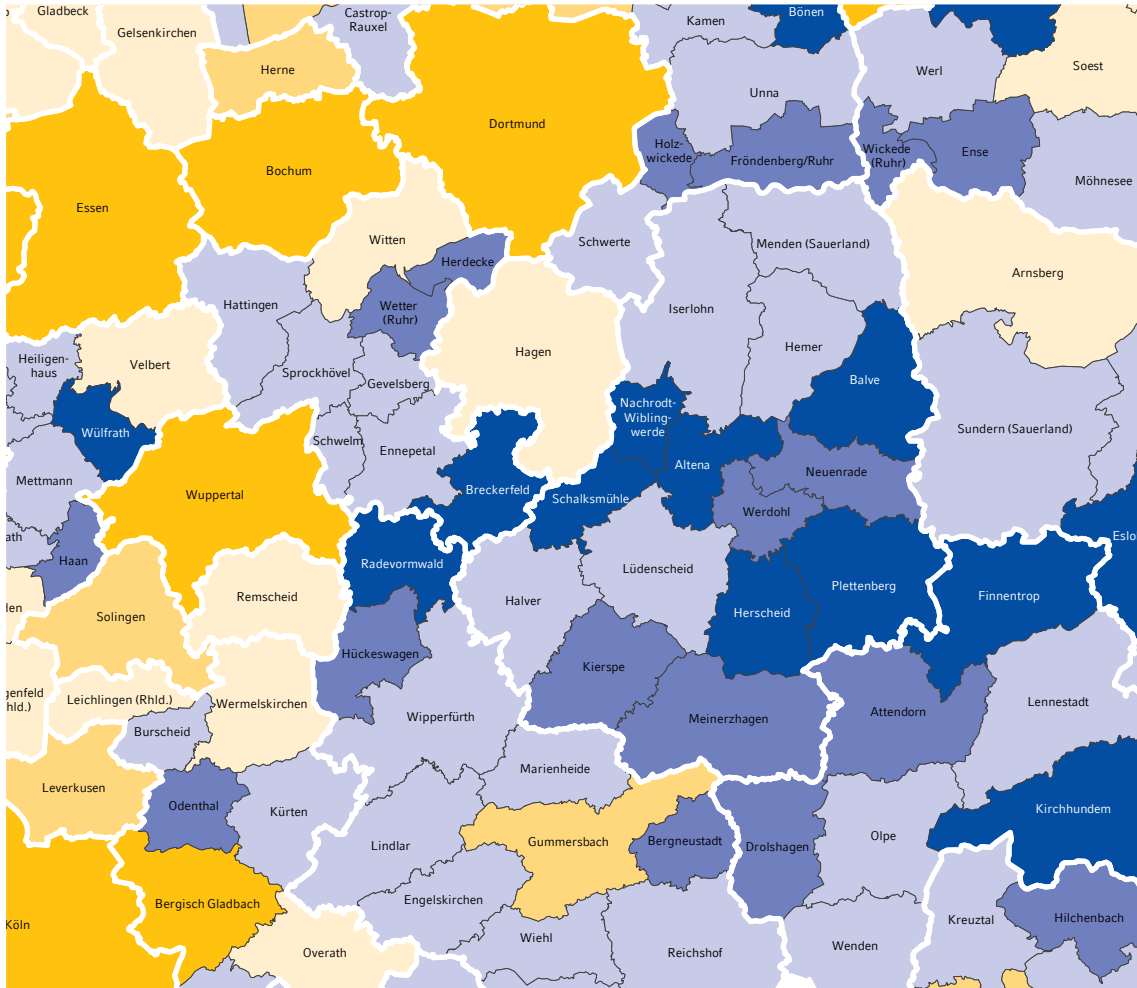 Gladbeck
Castrop-
Rauxel
Kamen
Bönen
Gelsenkirchen
Herne
Werl
Soest
Unna
Dortmund
Holz-
wickede
Fröndenberg/Ruhr
Wickede
(Ruhr)
Ense
Bochum
Möhnesee
Essen
Witten
Schwerte
Menden (Sauerland)
Herdecke
Arnsberg
Hattingen
Wetter
(Ruhr)
Iserlohn
Hagen
Hemer
Heiligen-
haus
Velbert
Sprockhövel
Gevelsberg
Balve
Nachrodt-
Wibling-
werde
Wülfrath
Schwelm
Ennepetal
Sundern (Sauerland)
Altena
Neuenrade
Mettmann
Wuppertal
Breckerfeld
Schalksmühle
Werdohl
ath
Haan
Radevormwald
Eslo
Lüdenscheid
Plettenberg
Finnentrop
Remscheid
Halver
Herscheid
den
Solingen
Hückeswagen
Kierspe
genfeld
hld.)
Leichlingen (Rhld.)
Wermelskirchen
Wipperfürth
Meinerzhagen
Attendorn
Lennestadt
Burscheid
Marienheide
Leverkusen
Odenthal
Kürten
Kirchhundem
Lindlar
Gummersbach
Bergneustadt
Drolshagen
Olpe
Bergisch Gladbach
Engelskirchen
Köln
Kreuztal
Hilchenbach
Overath
Wiehl
Reichshof
Wenden